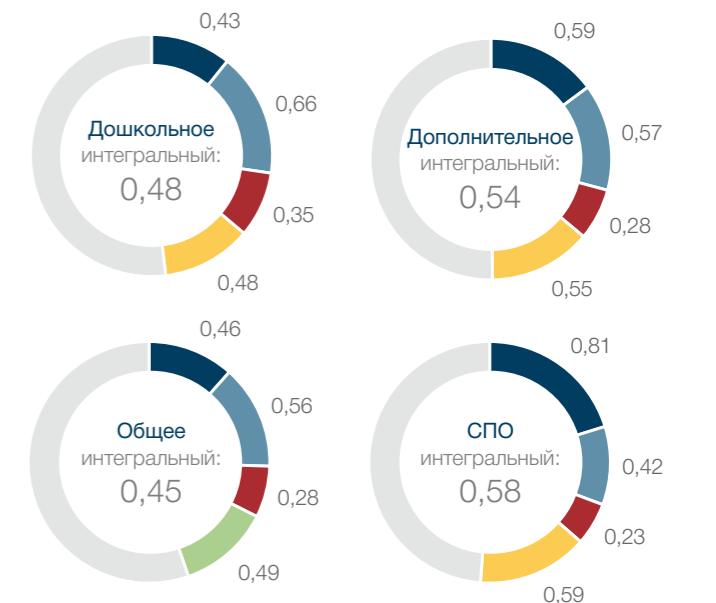 0,43
0,66
Дошкольное
интегральный:
0,48
0,35
0,48
0,59
0,57
Дополнительное
интегральный:
0,54
0,28
0,55
0,46
0,56
Общее
интегральный:
0,45
0,28
0,49
0,81
СПО
интегральный:
0,58
0,42
0,23
0,59